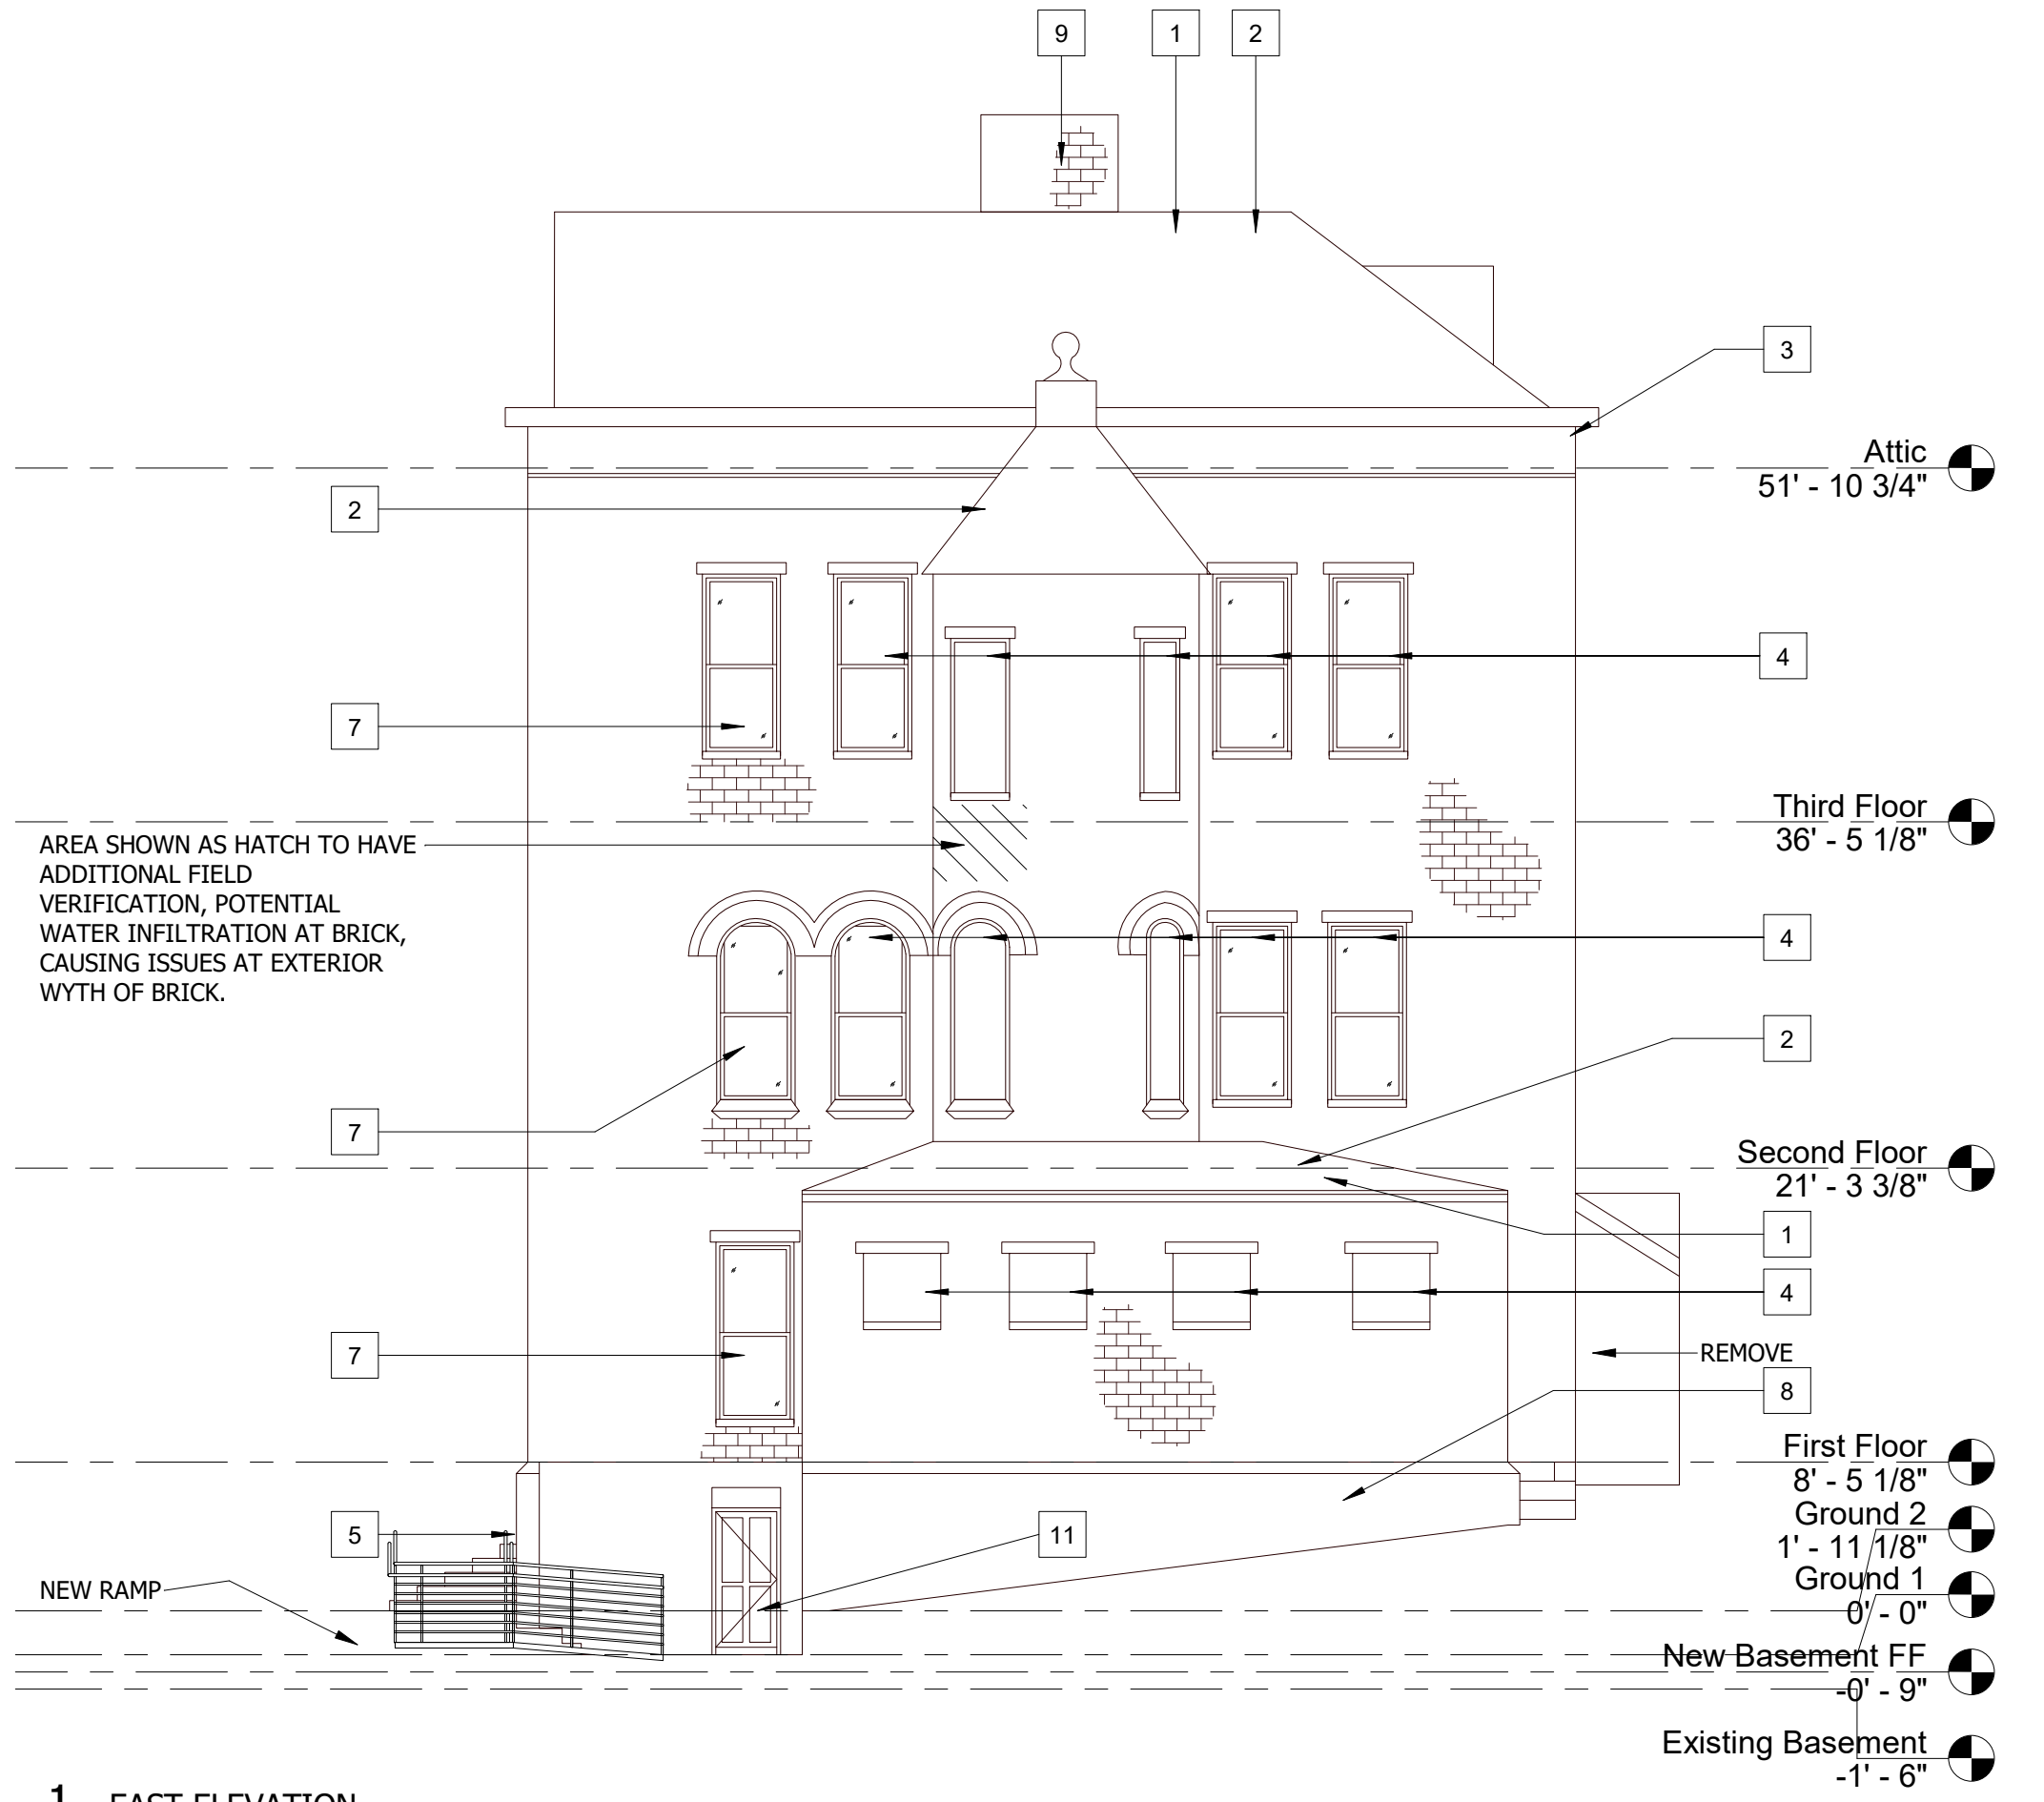 9
1
2
3
Attic
51' - 10 3/4"
2
4
7
Third Floor
36' - 5 1/8"
AREA SHOWN AS HATCH TO HAVE
ADDITIONAL FIELD
VERIFICATION, POTENTIAL
WATER INFILTRATION AT BRICK,
CAUSING ISSUES AT EXTERIOR
WYTH OF BRICK.
4
2
7
Second Floor
21' - 3 3/8"
1
4
7
REMOVE
8
First Floor
8' - 5 1/8"
Ground 2
1' - 11 1/8"
5
11
Ground 1
0' - 0"
NEW RAMP
New Basement FF
-0' - 9"
Existing Basement
-1' - 6"
1 EAST ELEVATION